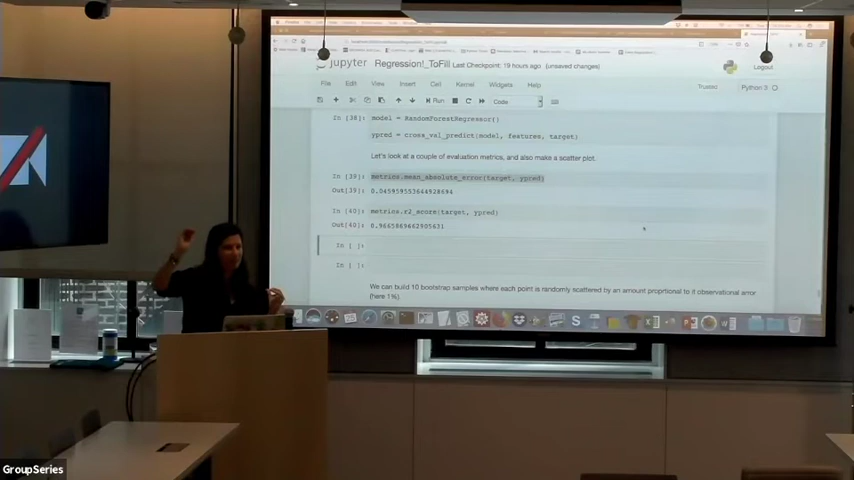 jupyter Regression!_ToFill Last Checkpoint: 19 hours ago (unsaved changes)
Logout
File Edit View Insert Cell Kernel Widgets Help
Trusted
Python 3
Run
Code
In [38]: model = RandomForestRegressor()
ypred = cross_val_predict(model, features, target)
Let's look at a couple of evaluation metrics, and also make a scatter plot.
In [39]: metrics.mean_absolute_error(target, ypred)
Out[39]: 0.045959553644928694
In [40]: metrics.r2_score(target, ypred)
Out[40]: 0.9665869662905631
In [ ]:
In [ ]:
We can build 10 bootstrap samples where each point is randomly scattered by an amount proprtional to it observational error
(here 1%).
GroupSeries